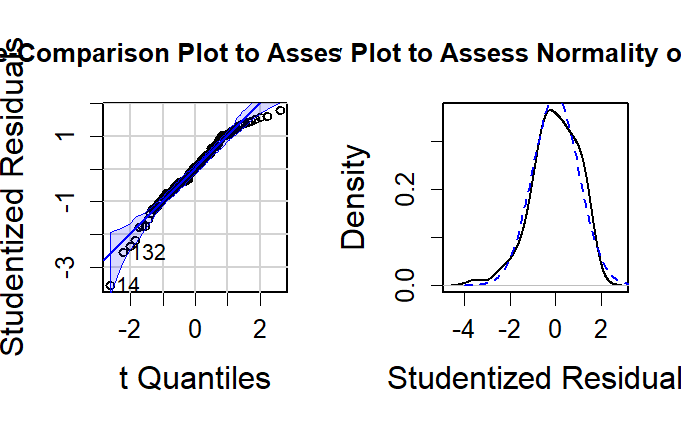 Comparison Plot to Asses
Plot to Assess Normality o
Studentized Residuals
1
-1
-3
132
14
-2
0
2
t Quantiles
Density
0.2
0.0
-4
-2
0
2
Studentized Residual